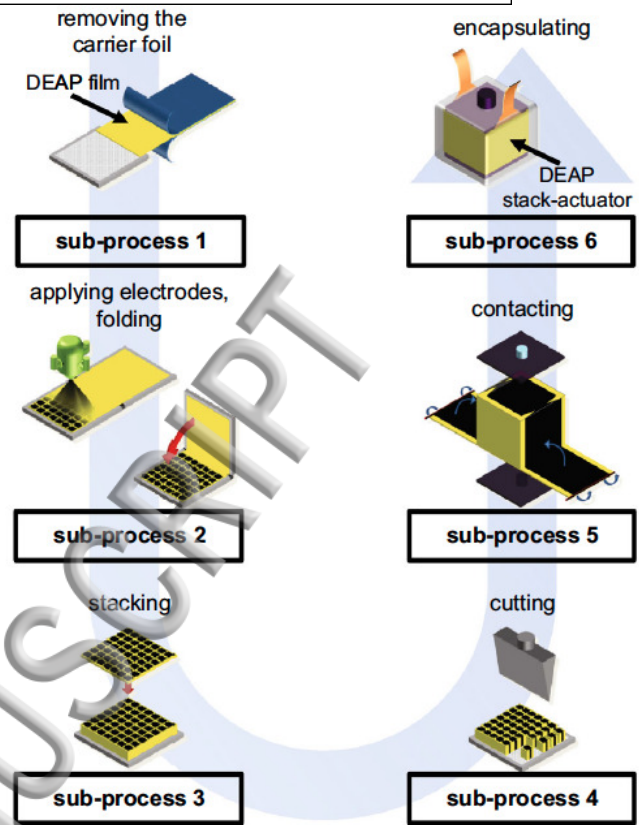 removing the
carrier foil
DEAP film
sub-process 1
applying electrodes,
folding
sub-process 2
stacking
sub-process 3
cutting
sub-process 4
contacting
sub-process 5
encapsulating
DEAP
stack-actuator
sub-process 6
USCRIPT